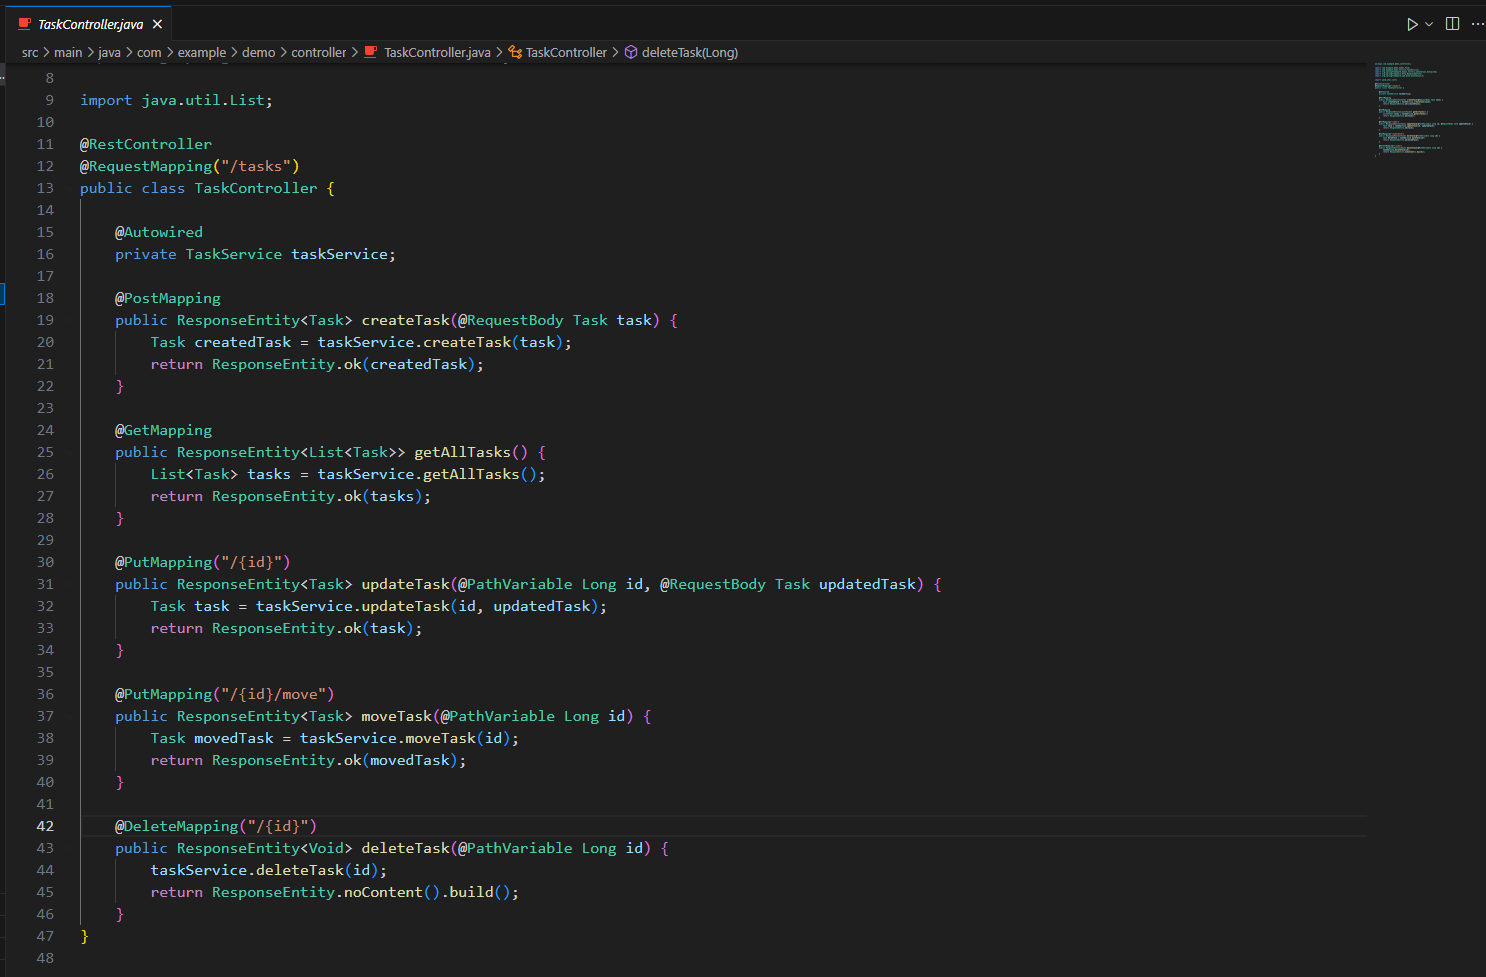 TaskController.java
src > main > java > com > example > demo > controller > TaskController.java > TaskController > deleteTask(Long)
8
9 import java.util.List;
10
11 @RestController
12 @RequestMapping("/tasks")
13 public class TaskController {
14
15     @Autowired
16     private TaskService taskService;
17
18     @PostMapping
19     public ResponseEntity<Task> createTask(@RequestBody Task task) {
20         Task createdTask = taskService.createTask(task);
21         return ResponseEntity.ok(createdTask);
22     }
23
24     @GetMapping
25     public ResponseEntity<List<Task>> getAllTasks() {
26         List<Task> tasks = taskService.getAllTasks();
27         return ResponseEntity.ok(tasks);
28     }
29
30     @PutMapping("/{id}")
31     public ResponseEntity<Task> updateTask(@PathVariable Long id, @RequestBody Task updatedTask) {
32         Task task = taskService.updateTask(id, updatedTask);
33         return ResponseEntity.ok(task);
34     }
35
36     @PutMapping("/{id}/move")
37     public ResponseEntity<Task> moveTask(@PathVariable Long id) {
38         Task movedTask = taskService.moveTask(id);
39         return ResponseEntity.ok(movedTask);
40     }
41
42     @DeleteMapping("/{id}")
43     public ResponseEntity<Void> deleteTask(@PathVariable Long id) {
44         taskService.deleteTask(id);
45         return ResponseEntity.noContent().build();
46     }
47 }
48